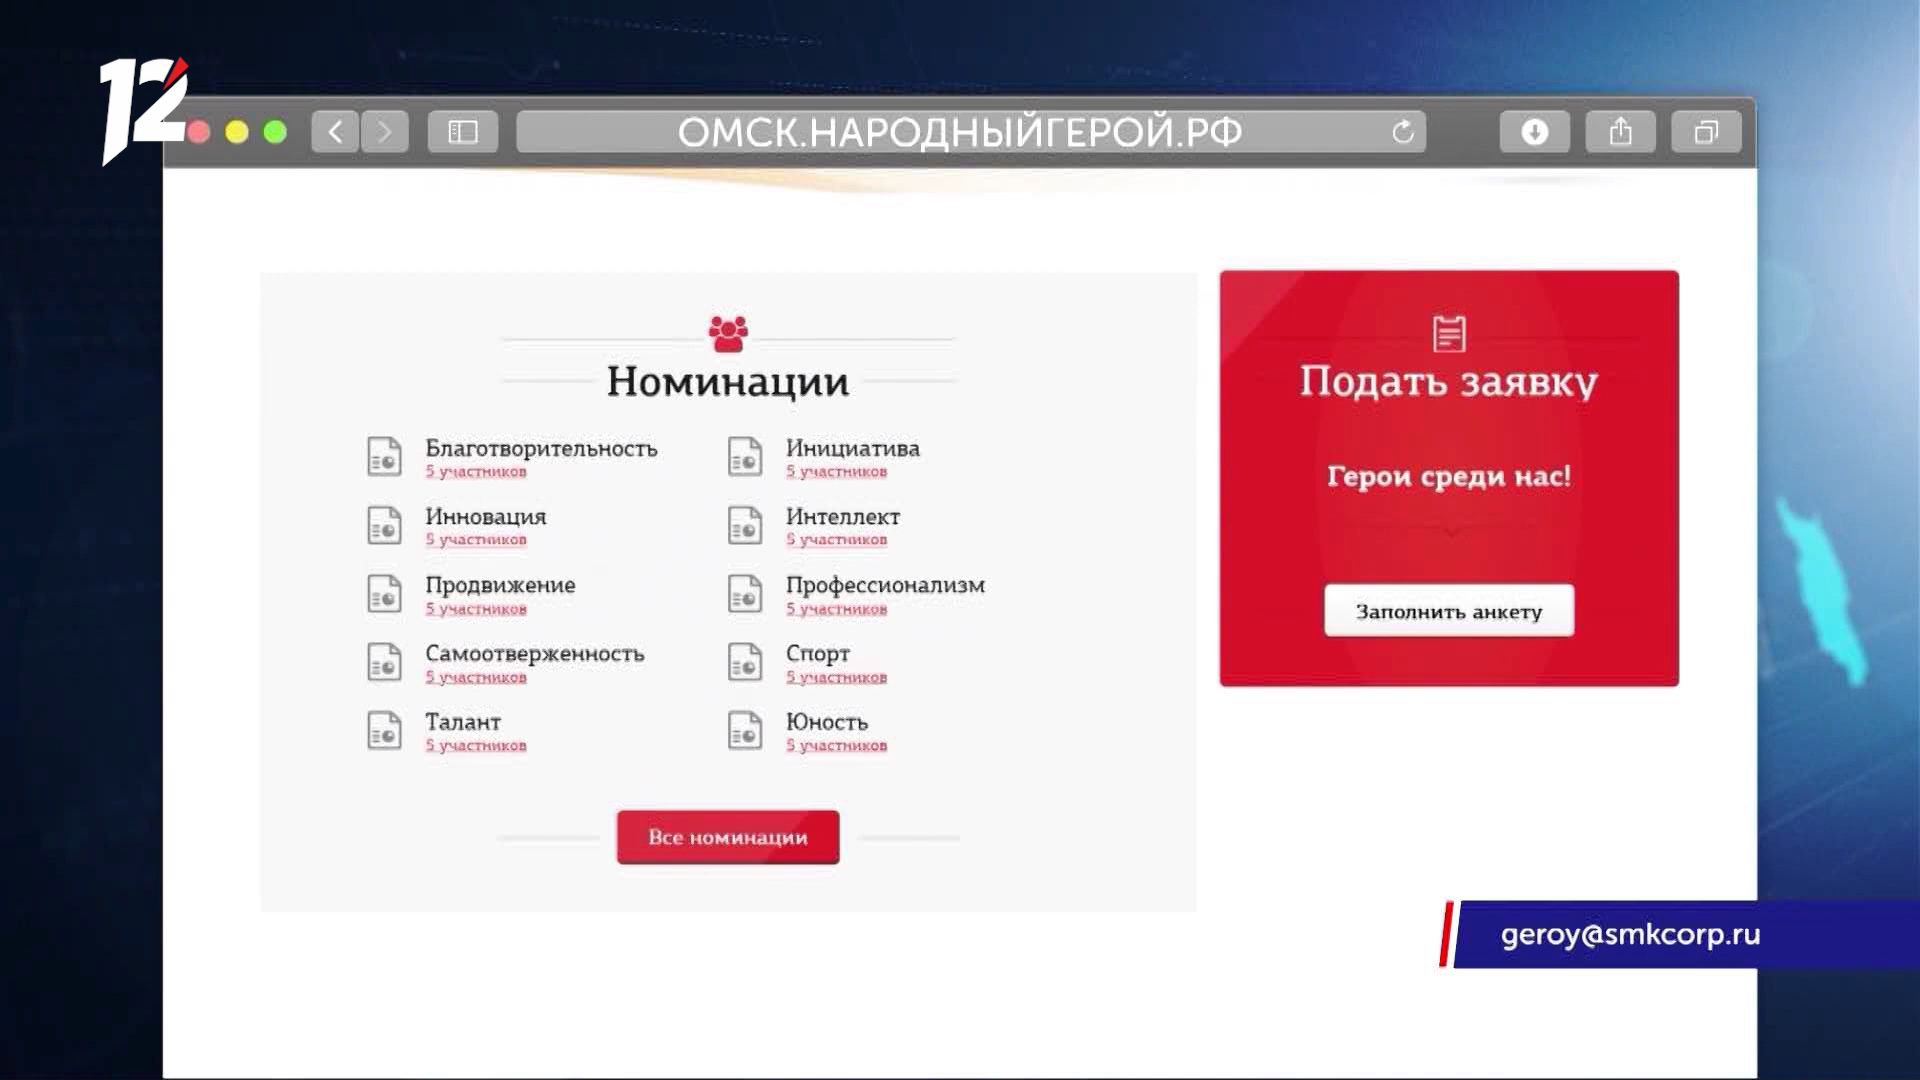 12
ОМСК.НАРОДНЫЙГЕРОЙ.РФ
Номинации
Благотворительность
5 участников
Инициатива
5 участников
Инновация
5 участников
Интеллект
5 участников
Продвижение
5 участников
Профессионализм
5 участников
Самоотверженность
5 участников
Спорт
5 участников
Талант
5 участников
Юность
5 участников
Все номинации
Подать заявку
Герои среди нас!
Заполнить анкету
geroy@smkcorp.ru